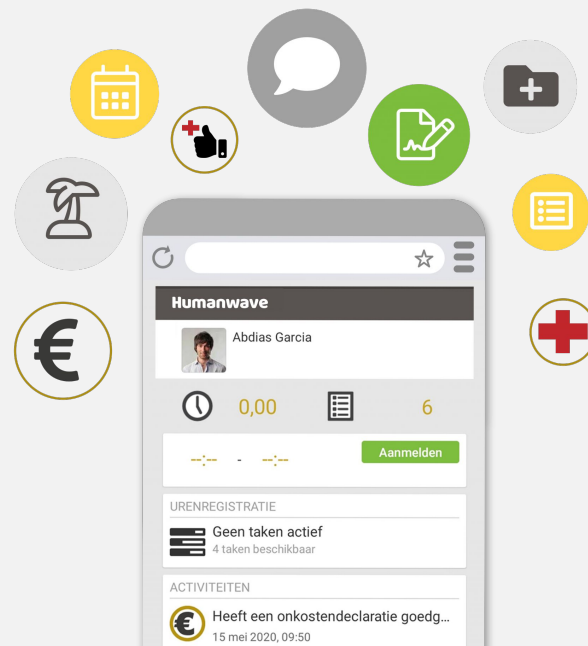 Humanwave
Abdias Garcia
0,00
6
--:-- - --:--
Aanmelden
URENREGISTRATIE
Geen taken actief
4 taken beschikbaar
ACTIVITEITEN
Heeft een onkostendeclaratie goedg...
15 mei 2020, 09:50